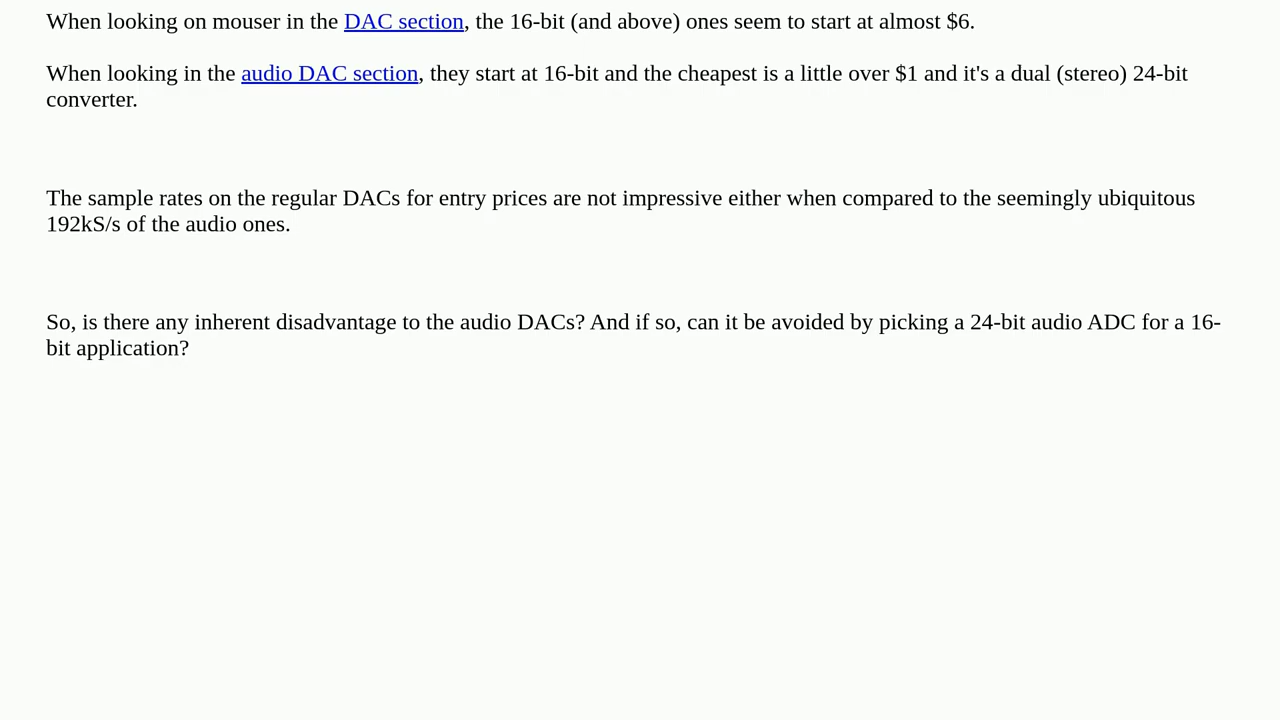 When looking on mouser in the DAC section, the 16-bit (and above) ones seem to start at almost $6.
When looking in the audio DAC section, they start at 16-bit and the cheapest is a little over $1 and it's a dual (stereo) 24-bit
converter.
The sample rates on the regular DACs for entry prices are not impressive either when compared to the seemingly ubiquitous
192kS/s of the audio ones.
So, is there any inherent disadvantage to the audio DACs? And if so, can it be avoided by picking a 24-bit audio ADC for a 16-
bit application?